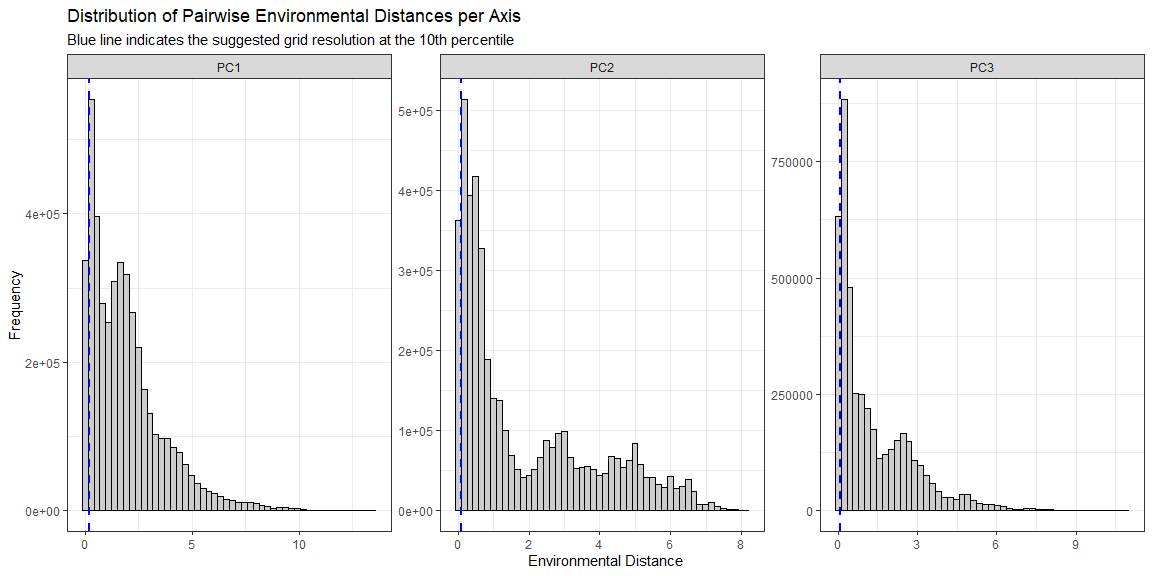 Distribution of Pairwise Environmental Distances per Axis
Blue line indicates the suggested grid resolution at the 10th percentile
PC1
PC2
PC3
Frequency
4e+05
2e+05
0e+00
5e+05
4e+05
3e+05
2e+05
1e+05
0e+00
750000
500000
250000
0
0 5 10
0 2 4 6 8
0 3 6 9
Environmental Distance